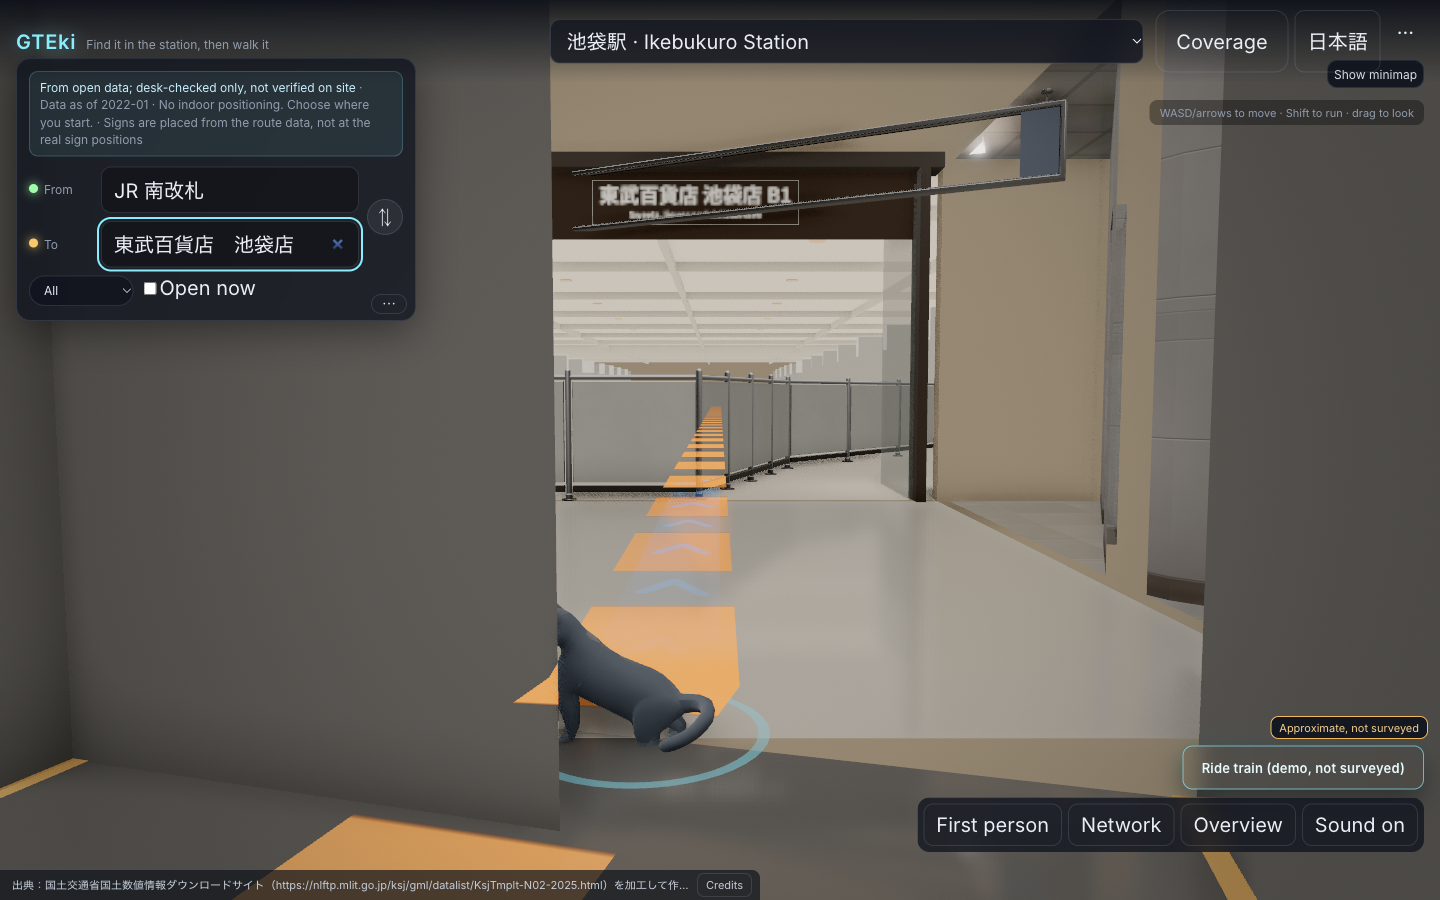 GTEki Find it in the station, then walk it
池袋駅 · Ikebukuro Station
Coverage
日本語
...
Show minimap
WASD/arrows to move · Shift to run · drag to look
From open data; desk-checked only, not verified on site ·
Data as of 2022-01 · No indoor positioning. Choose where
you start. · Signs are placed from the route data, not at the
real sign positions
From JR 南改札
To 東武百貨店 池袋店
All
Open now
...
東武百貨店 池袋店 B1
Approximate, not surveyed
Ride train (demo, not surveyed)
First person
Network
Overview
Sound on
出典：国土交通省国土数値情報ダウンロードサイト（https://nlftp.mlit.go.jp/ksj/gml/datalist/KsjTmplt-N02-2025.html）を加工して作...
Credits